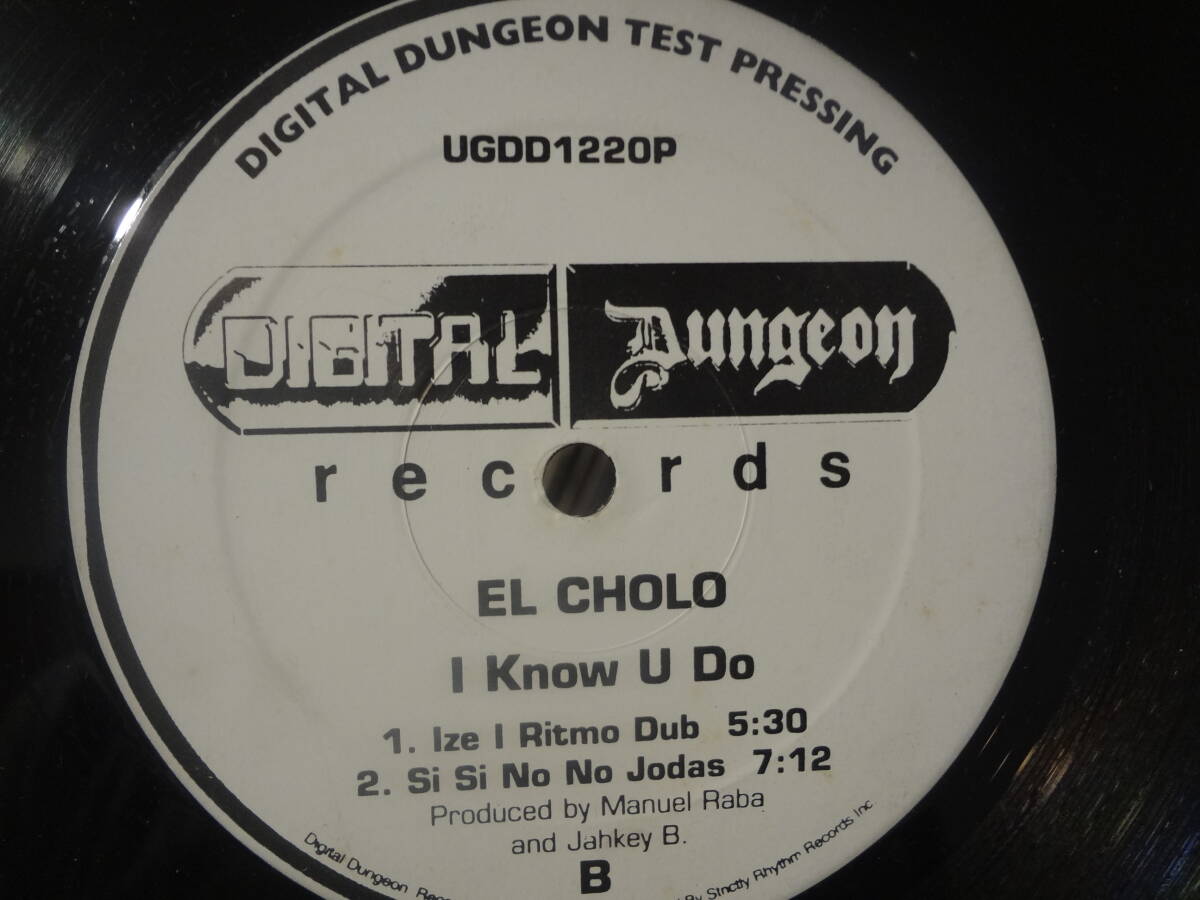 DIGITAL DUNGEON TEST PRESSING
UGDD1220P
DIGITAL Dungeon
records
EL CHOLO
I Know U Do
1. Ize I Ritmo Dub 5:30
2. Si Si No No Jodas 7:12
Produced by Manuel Raba
and Jahkey B.
B
Digital Dungeon
By Strictly Rhythm Records Inc